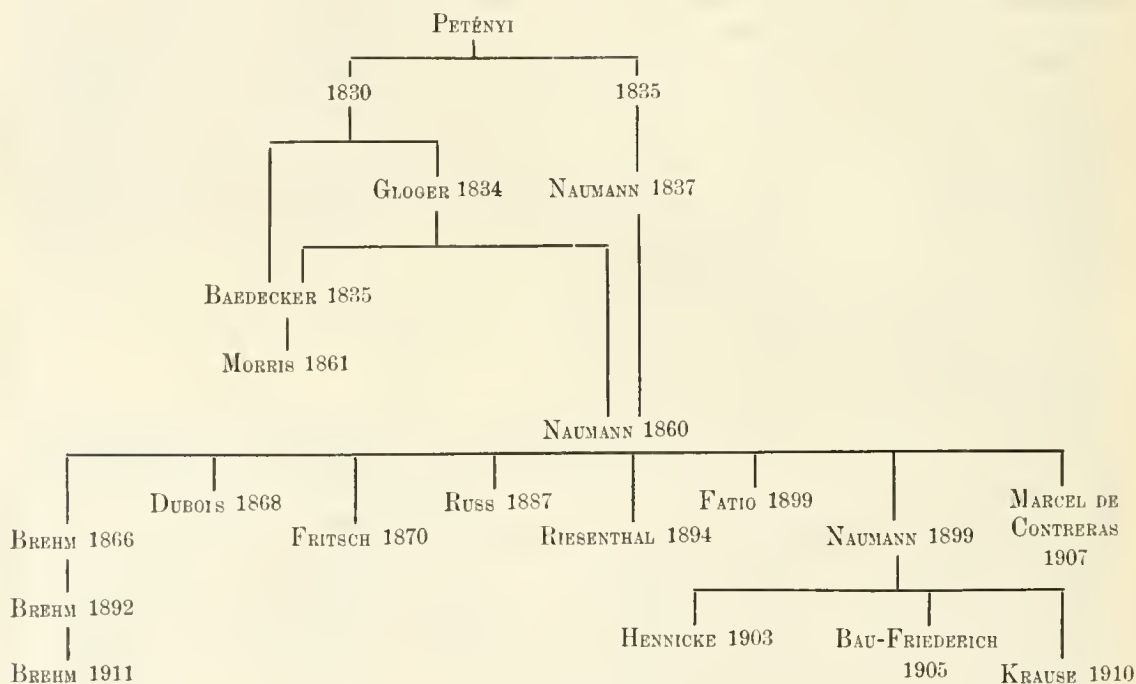 PETÉNYI
1830 1835
GLOGER 1834 NAUMANN 1837
BAEDECKER 1835
MORRIS 1861
NAUMANN 1860
DUBOIS 1868 RUSS 1887 FATIO 1899 MARCEL DE
BREHM 1866 FRITSCH 1870 RIESENTHAL 1894 NAUMANN 1899 CONTRERAS
1907
BREHM 1892
HENNICKE 1903 BAU-FRIEDERICH
1905
BREHM 1911 KRAUSE 1910